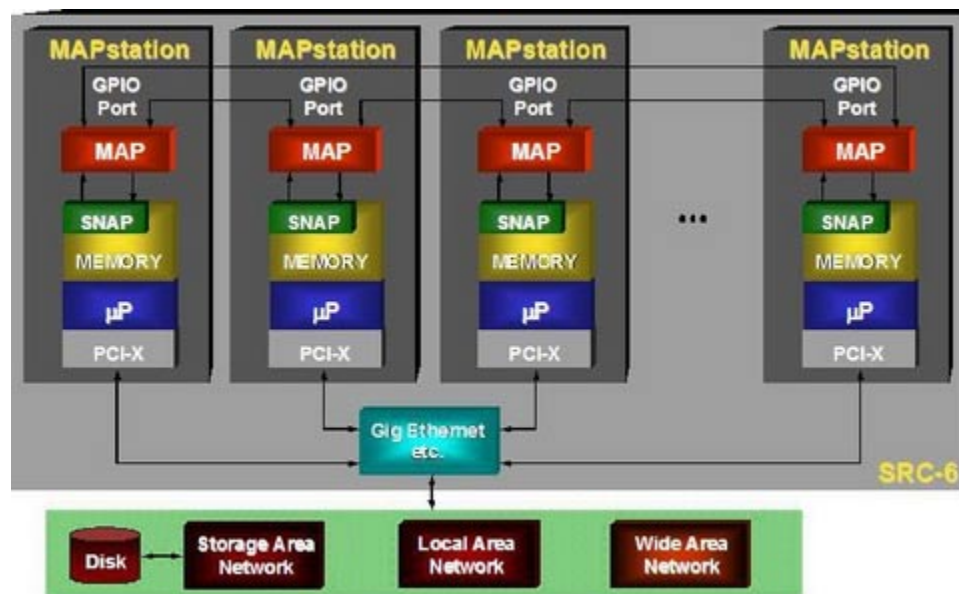 MAPstation
MAPstation
MAPstation
MAPstation
GPIO
Port
GPIO
Port
GPIO
Port
GPIO
Port
MAP
MAP
MAP
MAP
SNAP
SNAP
SNAP
SNAP
...
MEMORY
MEMORY
MEMORY
MEMORY
µP
µP
µP
µP
PCI-X
PCI-X
PCI-X
PCI-X
Gig Ethernet
etc.
SRC-6
Disk
Storage Area
Network
Local Area
Network
Wide Area
Network